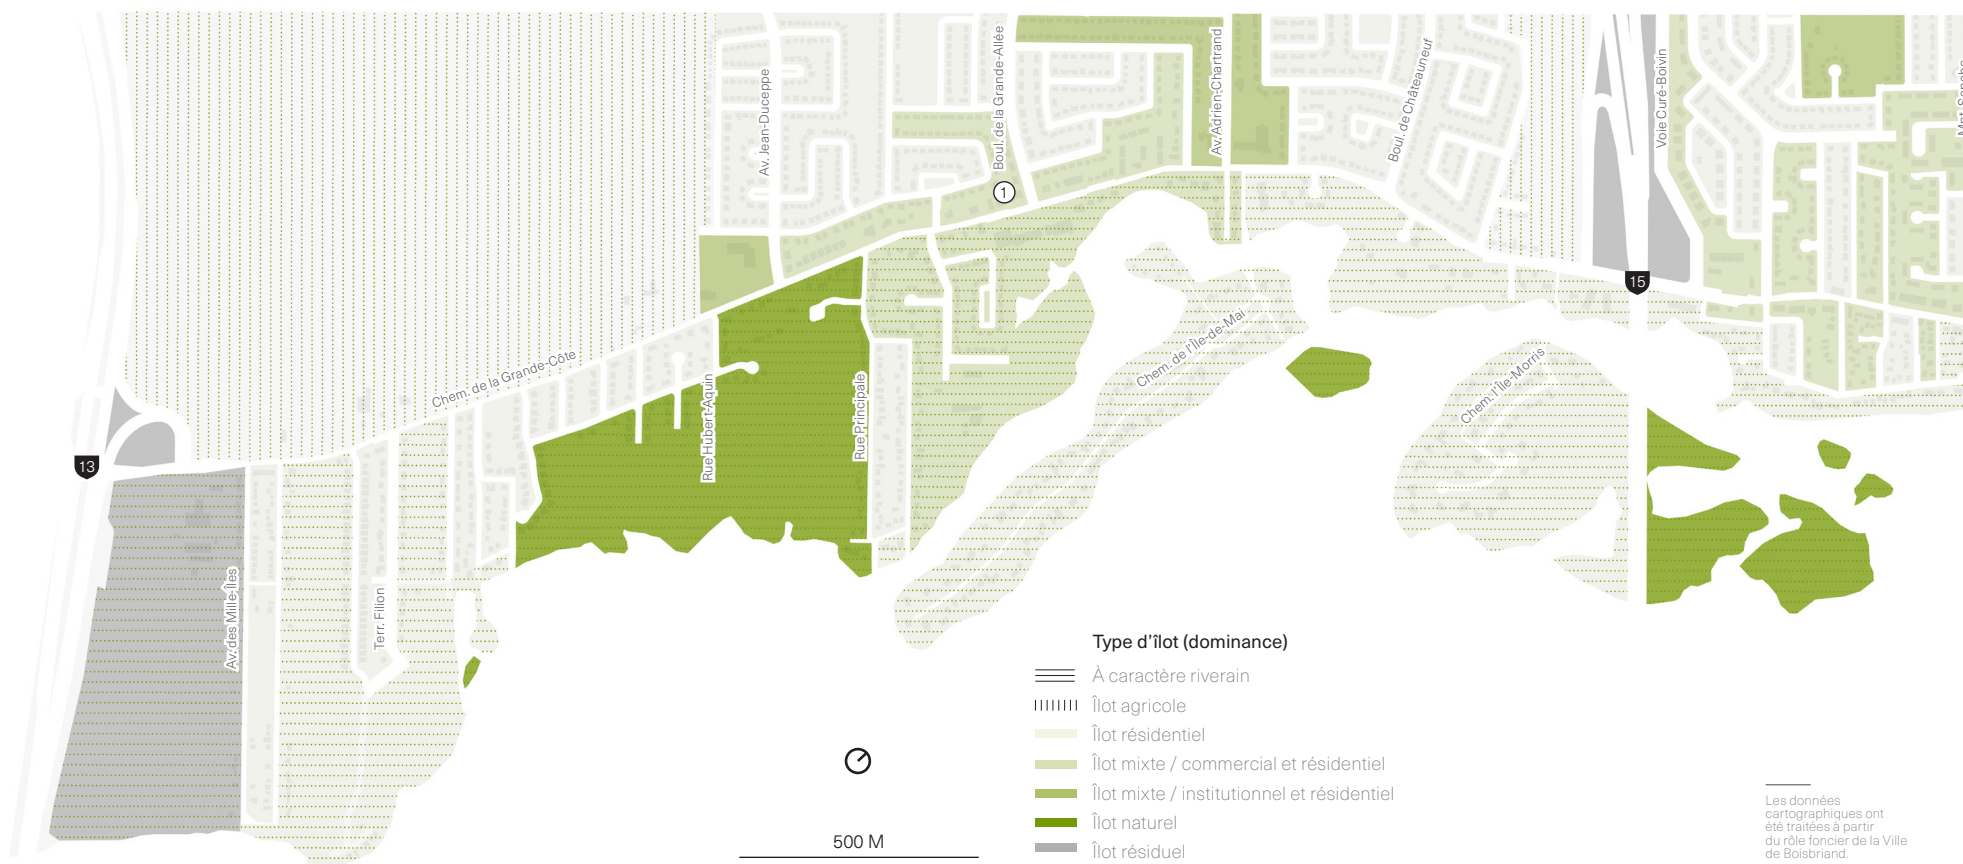 Av. Jean-Duceppe
Boul. de la Grande-Allée
Av. Adrien-Chartrand
Boul. de Châteauneuf
Voie Curé-Boivin
1
15
Chem. de l'Île-de-Mai
Chem. l'Île-Morris
Chem. de la Grande-Côte
Rue Hubert-Aquin
Rue Principale
13
Av. des Mille-Îles
Terr. Filion
Type d'îlot (dominance)
À caractère riverain
Îlot agricole
Îlot résidentiel
Îlot mixte / commercial et résidentiel
Îlot mixte / institutionnel et résidentiel
Îlot naturel
Îlot résiduel
500 M
Les données
cartographiques ont
été traitées à partir
du rôle foncier de la Ville
de Boisbriand.